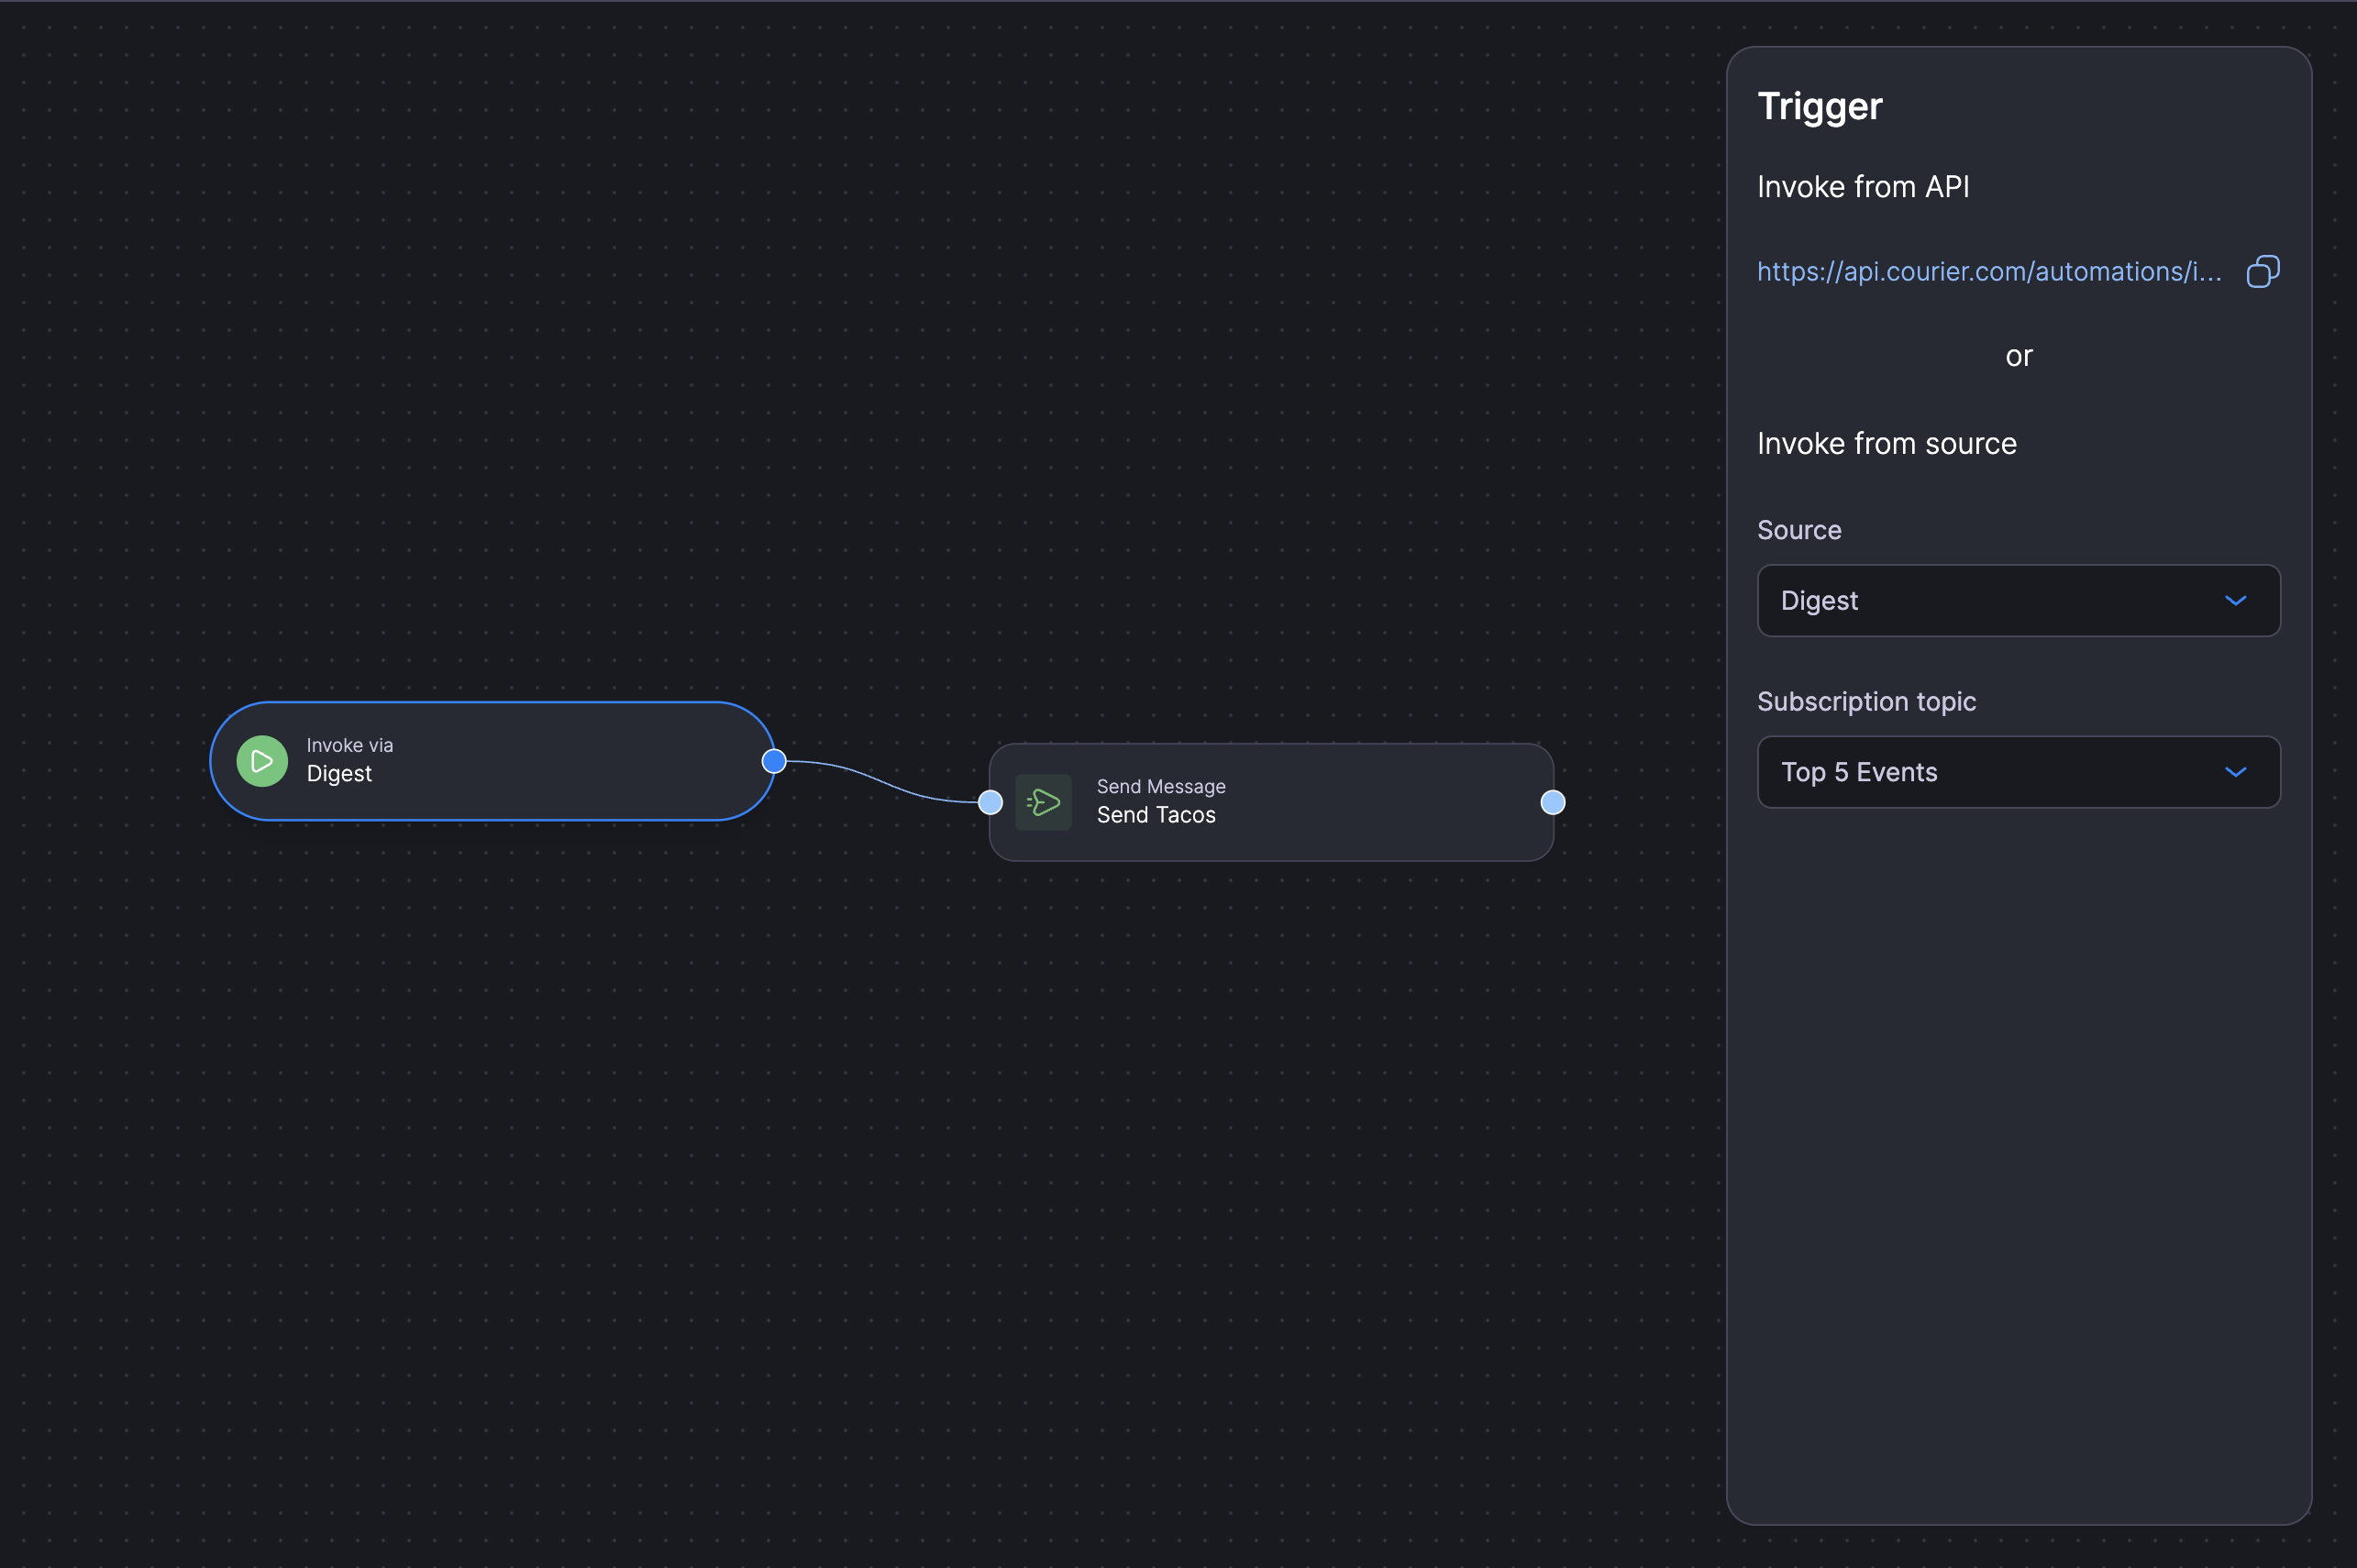 Invoke via
Digest
Send Message
Send Tacos
Trigger
Invoke from API
https://api.courier.com/automations/i...
or
Invoke from source
Source
Digest
Subscription topic
Top 5 Events